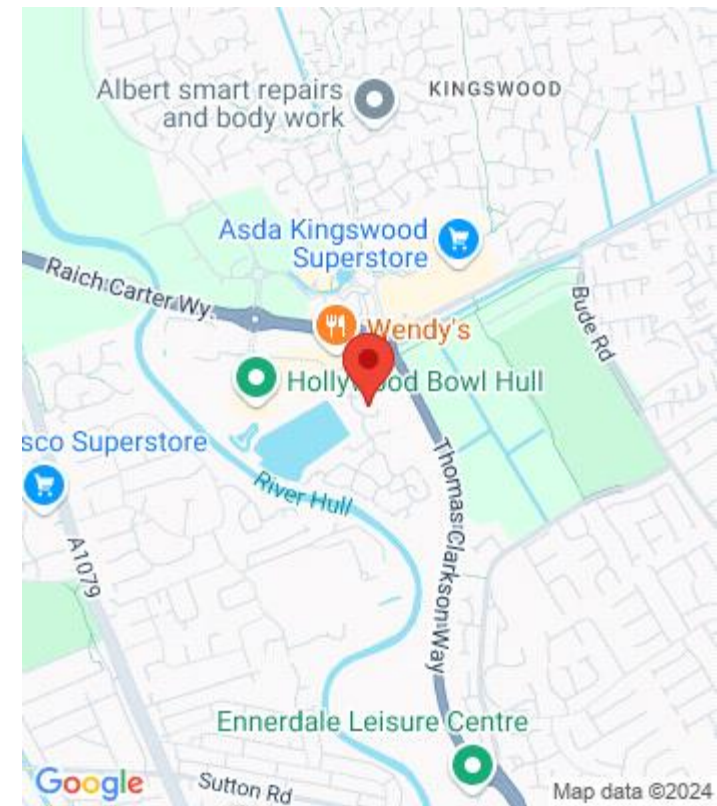 Albert smart repairs
and body work
KINGSWOOD
Asda Kingswood
Superstore
Raich Carter Wy.
Wendy's
Bude Rd
Hollywood Bowl Hull
sco Superstore
River Hull
Thomas Clarkson Way
A1079
Ennerdale Leisure Centre
Google
Sutton Rd
Map data ©2024